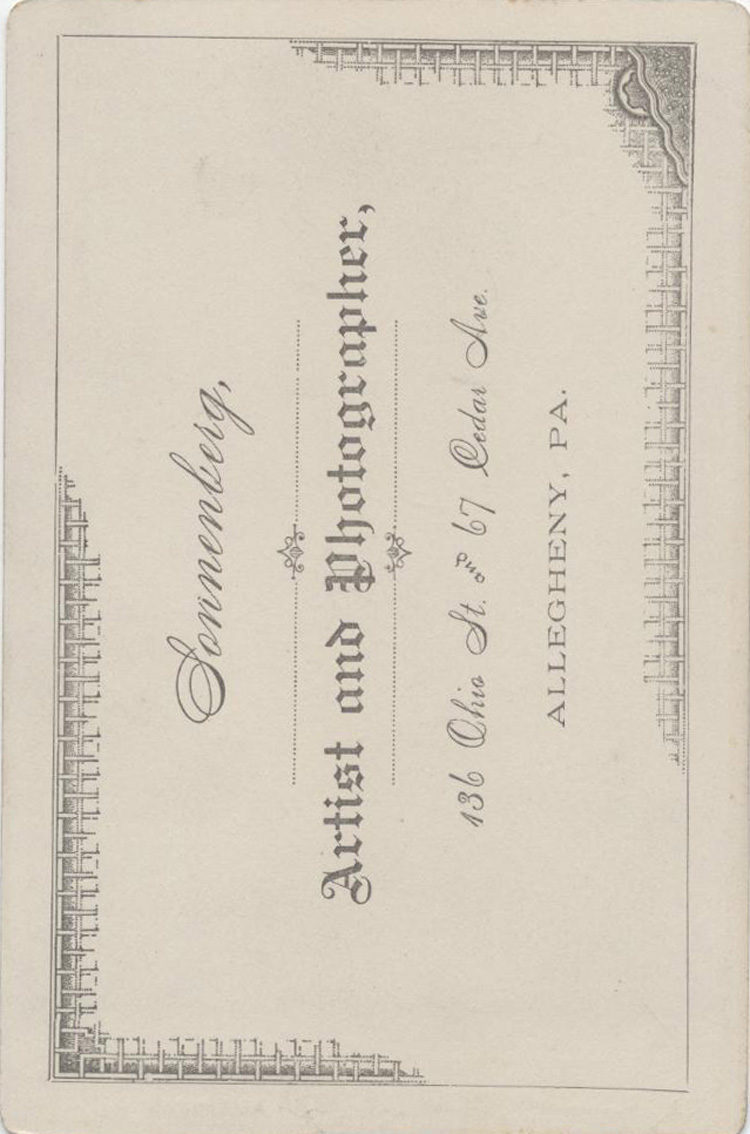 Sonnenberg,
Artist and Photographer,
136 Ohio St. AND 67 Cedar Ave.
ALLEGHENY, PA.